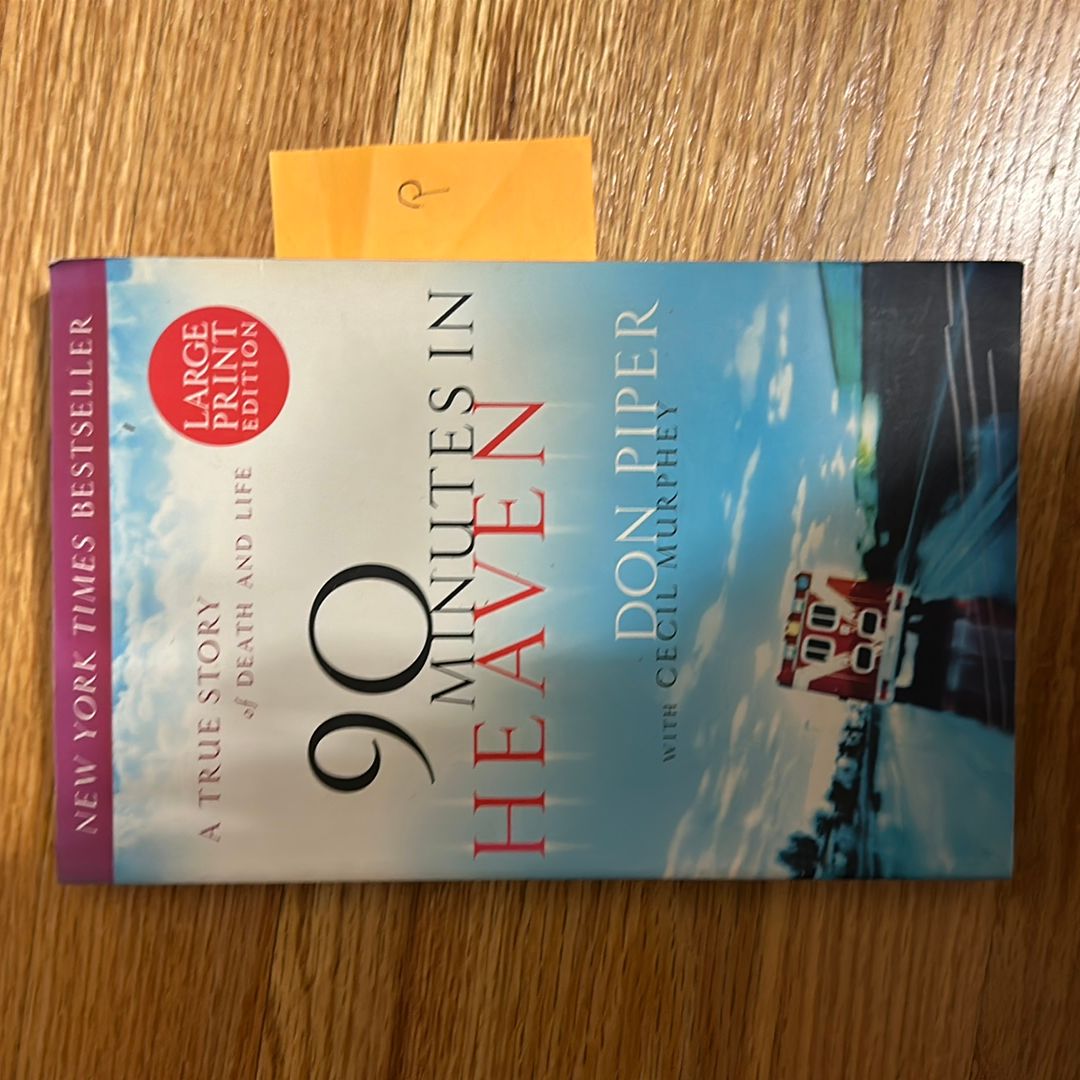 NEW YORK TIMES BESTSELLER
A TRUE STORY
of DEATH AND LIFE
LARGE
PRINT
EDITION
90
MINUTES IN
HEAVEN
DON PIPER
WITH CECIL MURPHEY